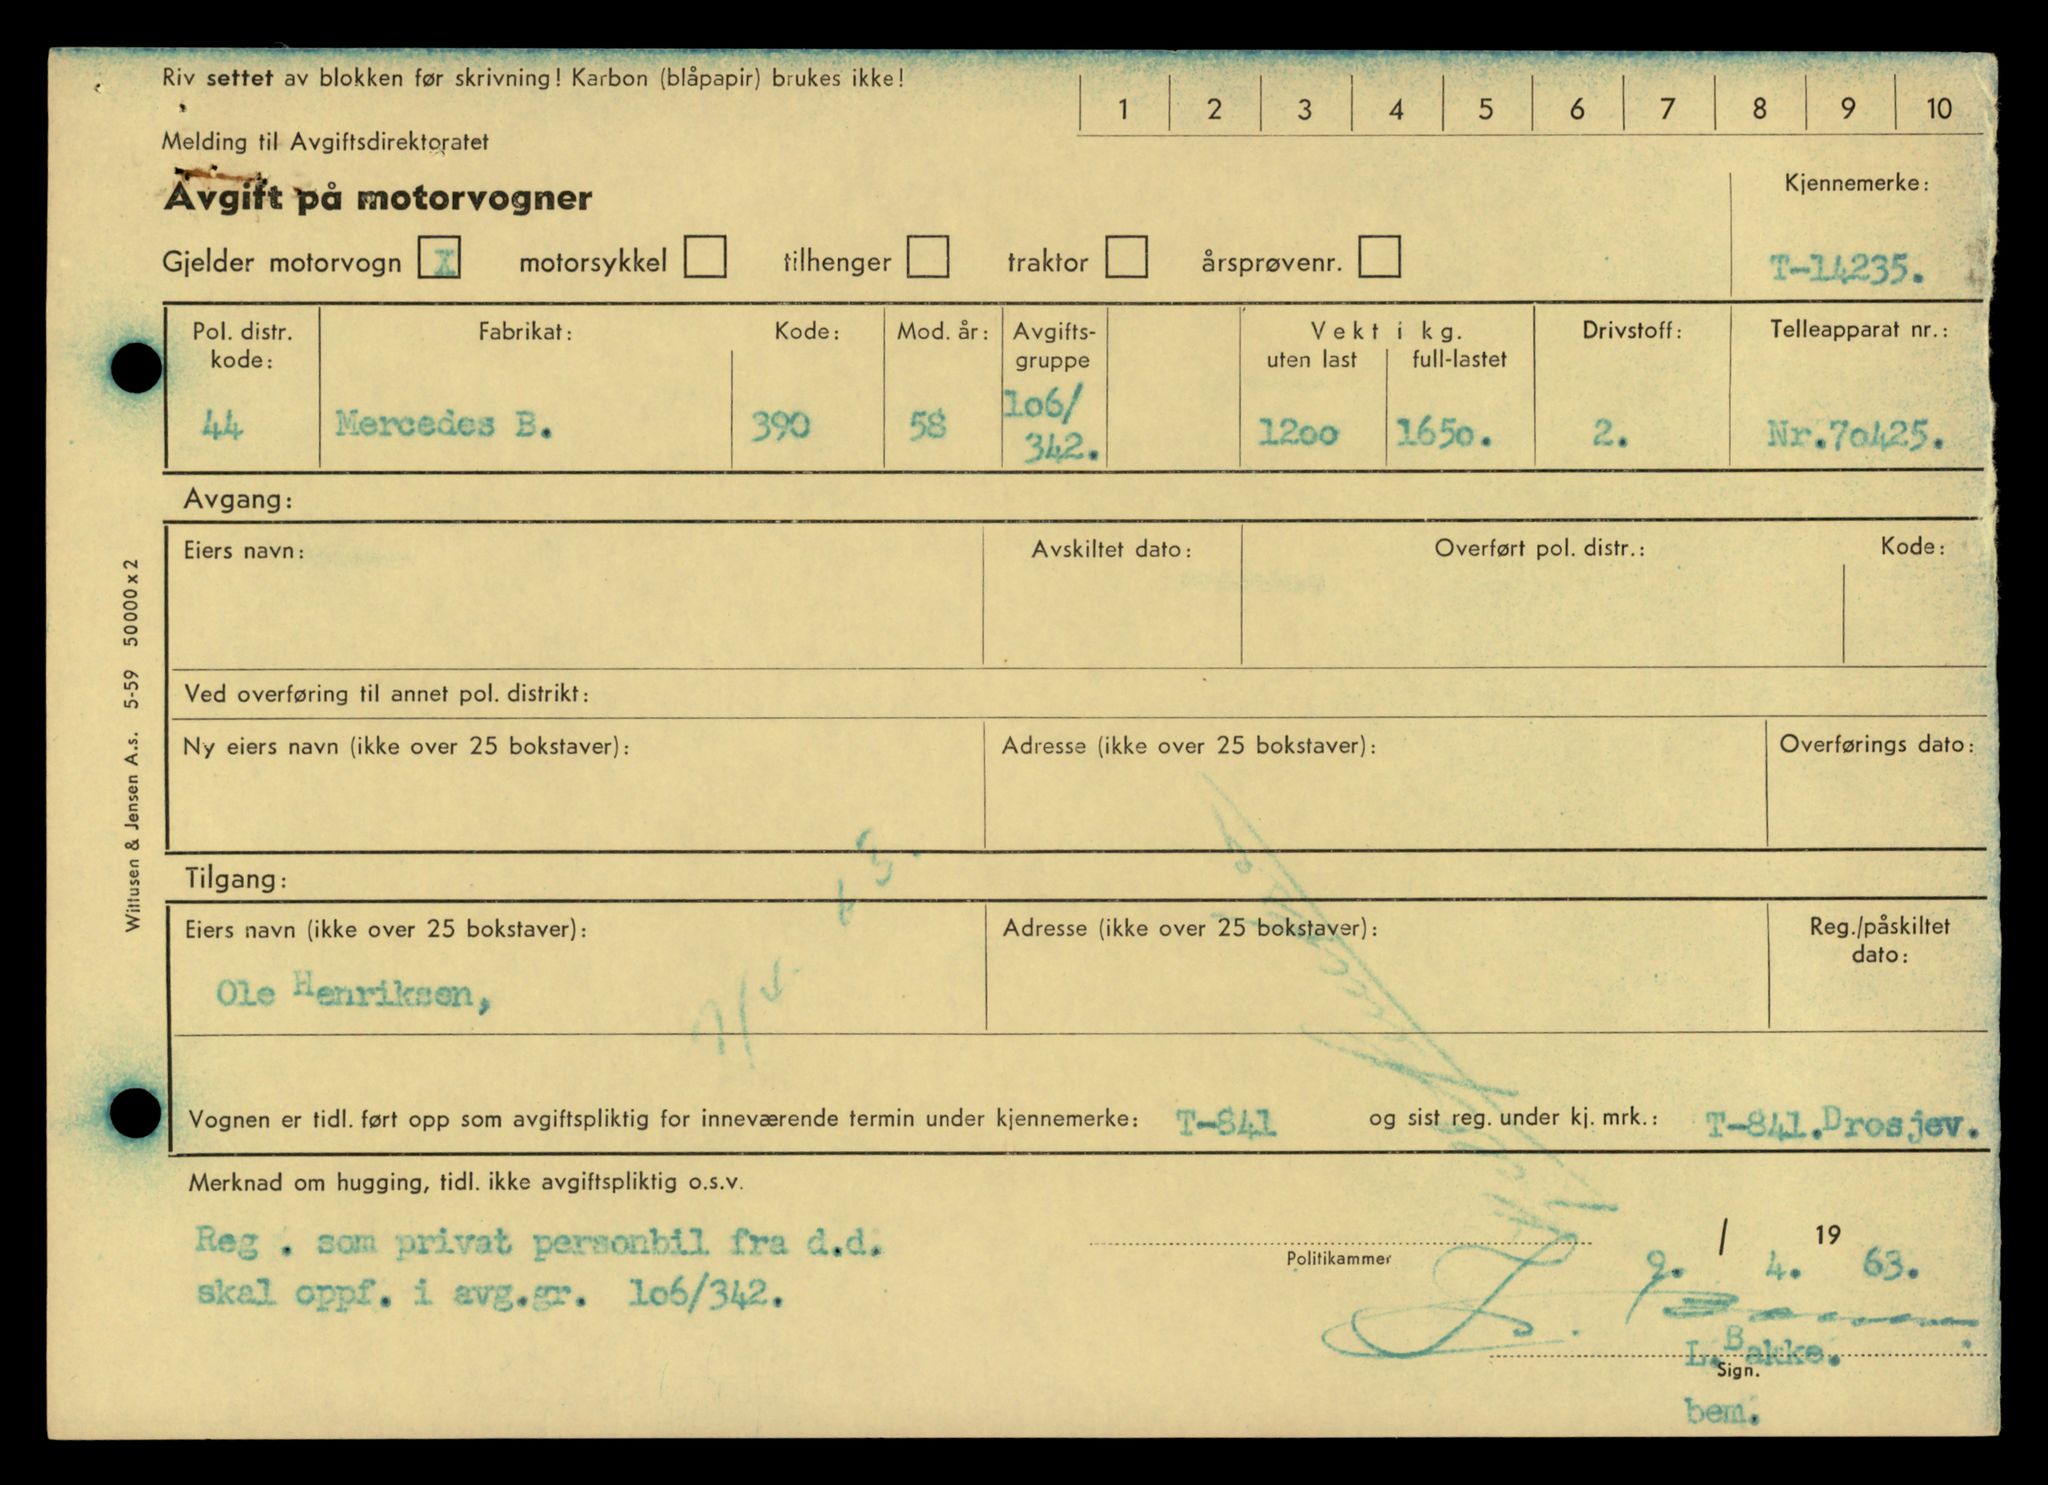 Riv settet av blokken før skrivning! Karbon (blåpapir) brukes ikke!
1 2 3 4 5 6 7 8 9 10
Melding til Avgiftsdirektoratet
Avgift på motorvogner
Kjennemerke:
Gjelder motorvogn X motorsykkel tilhenger traktor årsprøvenr.
T-14235.
Pol. distr. kode: Fabrikat: Kode: Mod. år: Avgifts- gruppe Vekt i kg. uten last full-lastet Drivstoff: Telleapparat nr.:
44 Mercedes B. 390 58 1o6/ 342. 12oo 165o. 2. Nr.7o425.
Avgang:
Eiers navn: Avskiltet dato: Overført pol. distr.: Kode:
Ved overføring til annet pol. distrikt:
Ny eiers navn (ikke over 25 bokstaver): Adresse (ikke over 25 bokstaver): Overførings dato:
Tilgang:
Eiers navn (ikke over 25 bokstaver): Adresse (ikke over 25 bokstaver): Reg./påskiltet dato:
Ole Henriksen,
Vognen er tidl. ført opp som avgiftspliktig for inneværende termin under kjennemerke: T-841 og sist reg. under kj. mrk.: T-841.Drosjev.
Merknad om hugging, tidl. ikke avgiftspliktig o.s.v.
Reg . som privat personbil fra d.d.
skal oppf. i avg.gr. 1o6/342.
Politikammer
9. / 4. 19 63.
L.Bakke.
Sign.
bem.
Wittusen & Jensen A.s. 5-59 50000 x 2